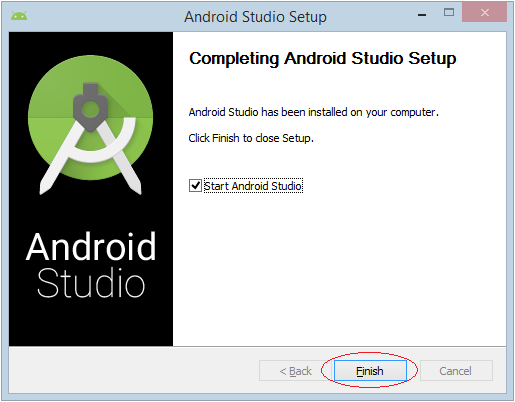 Android Studio Setup
Completing Android Studio Setup
Android Studio has been installed on your computer.
Click Finish to close Setup.
Start Android Studio
Android
Studio
< Back
Finish
Cancel